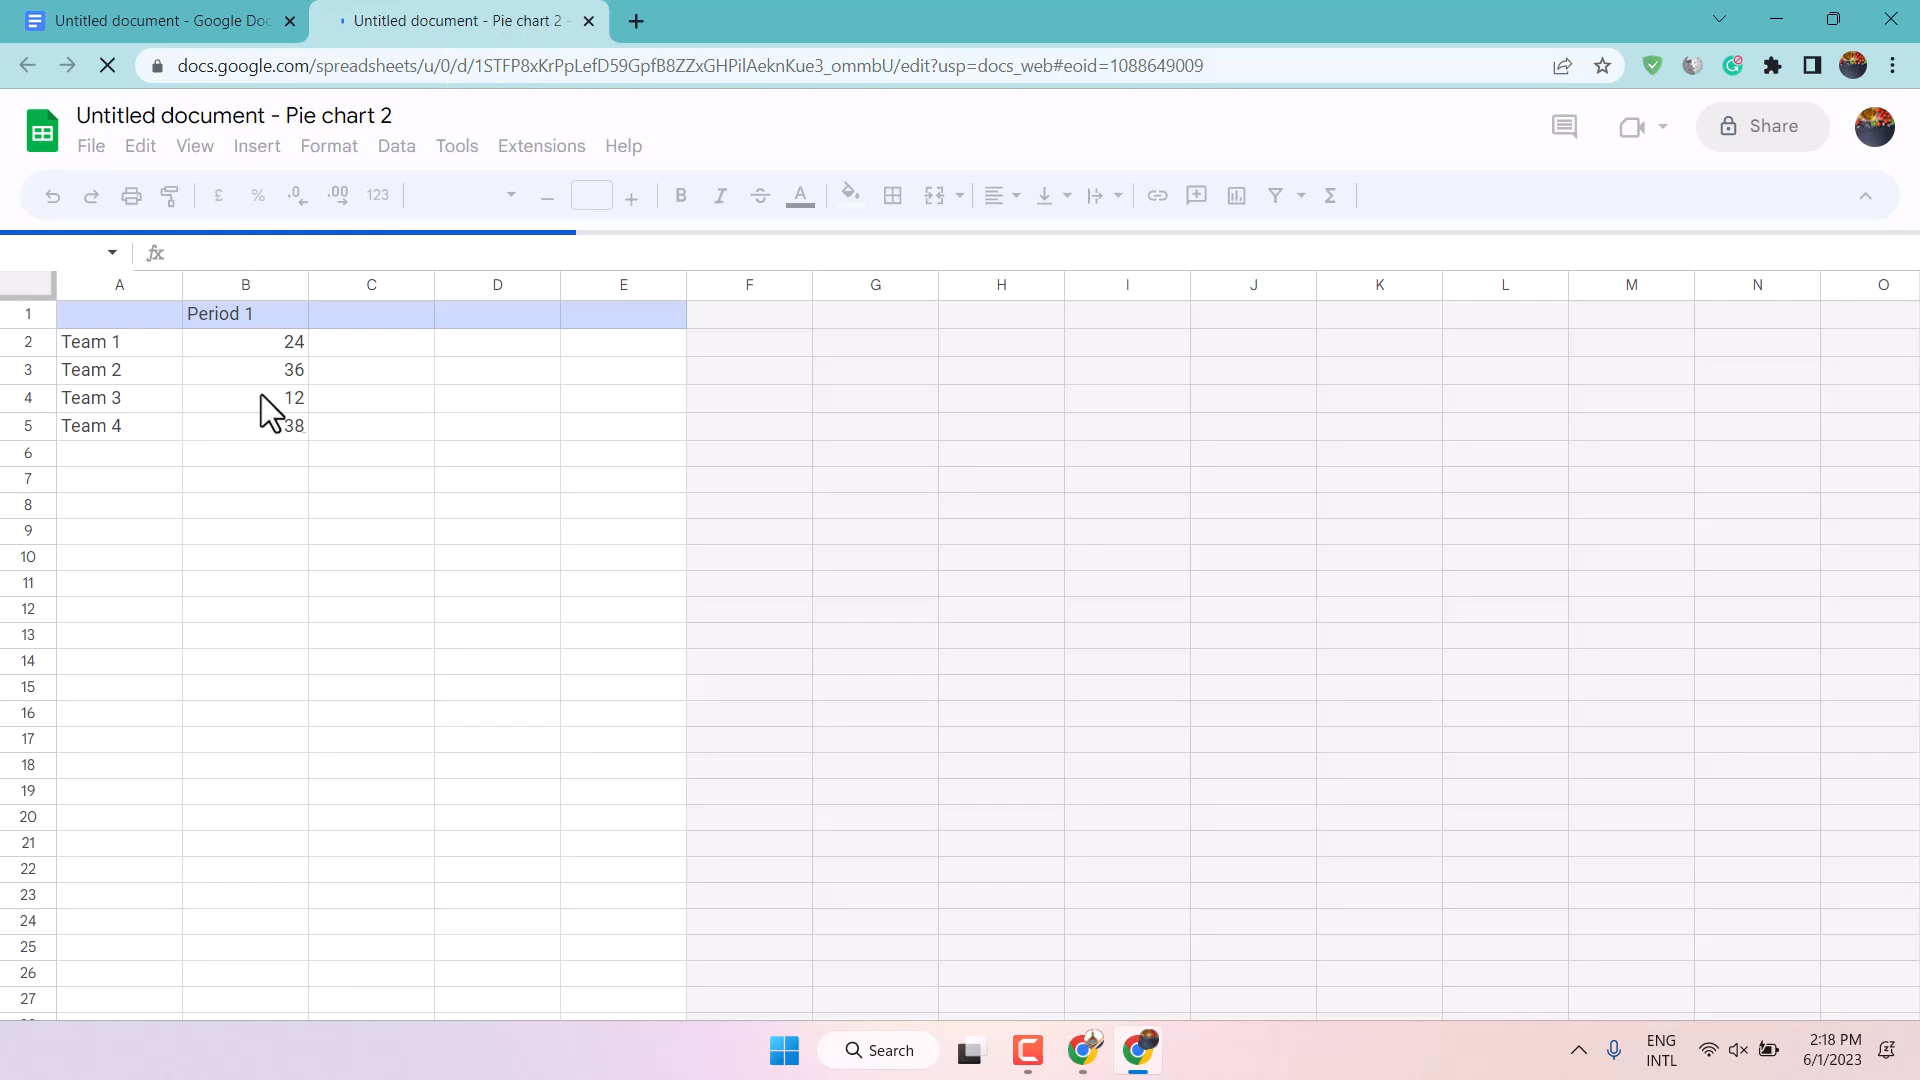 Untitled document - Google Doc
Untitled document - Pie chart 2 -
docs.google.com/spreadsheets/u/0/d/1STFP8xKrPpLefD59GpfB8ZZxGHPilAeknKue3_ommbU/edit?usp=docs_web#eoid=1088649009
Untitled document - Pie chart 2
File Edit View Insert Format Data Tools Extensions Help
Share
£ % .0 .00 123 B I S A Σ
fx
A B C D E F G H I J K L M N O
1 Period 1
2 Team 1 24
3 Team 2 36
4 Team 3 12
5 Team 4 38
6
7
8
9
10
11
12
13
14
15
16
17
18
19
20
21
22
23
24
25
26
27
Search
ENG
INTL
2:18 PM
6/1/2023